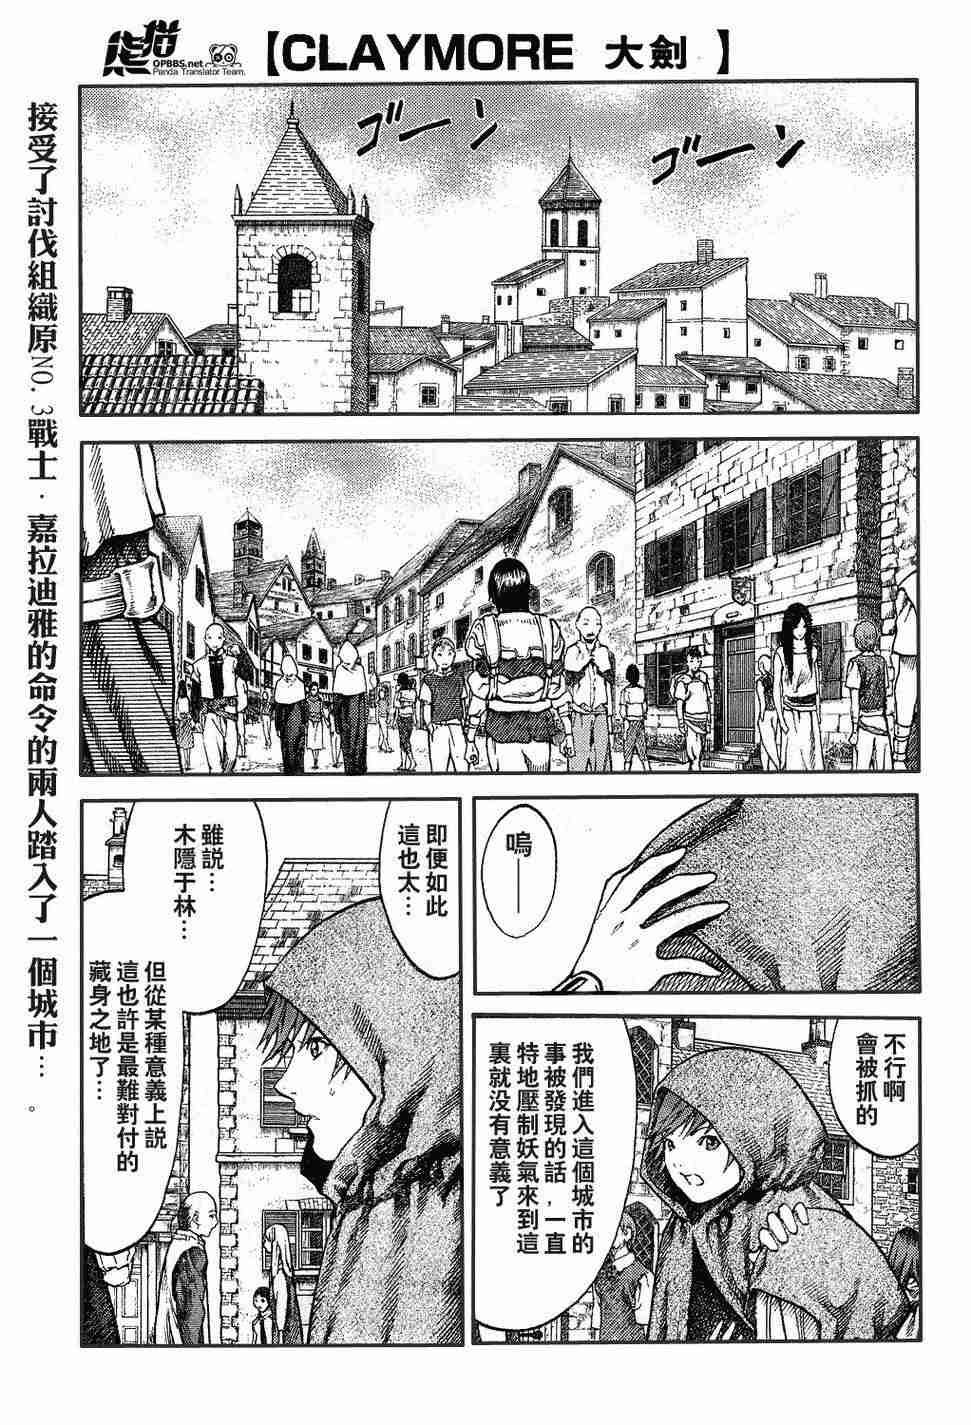 熊猫
OPBBS.net
Panda Translator Team.
【CLAYMORE 大劍 】
接受了討伐組織原NO.3戰士．嘉拉迪雅的命令的兩人踏入了一個城市…。
ゴーン
ゴーン
嗚—
不行啊
會被抓的
我們進入這個城市的
事被發現的話,一直
特地壓制妖氣來到這
裏就没有意義了
即便如此
這也太…
雖説…
木隱于林…
但從某種意義上説
這也許是最難對付的
藏身之地了…